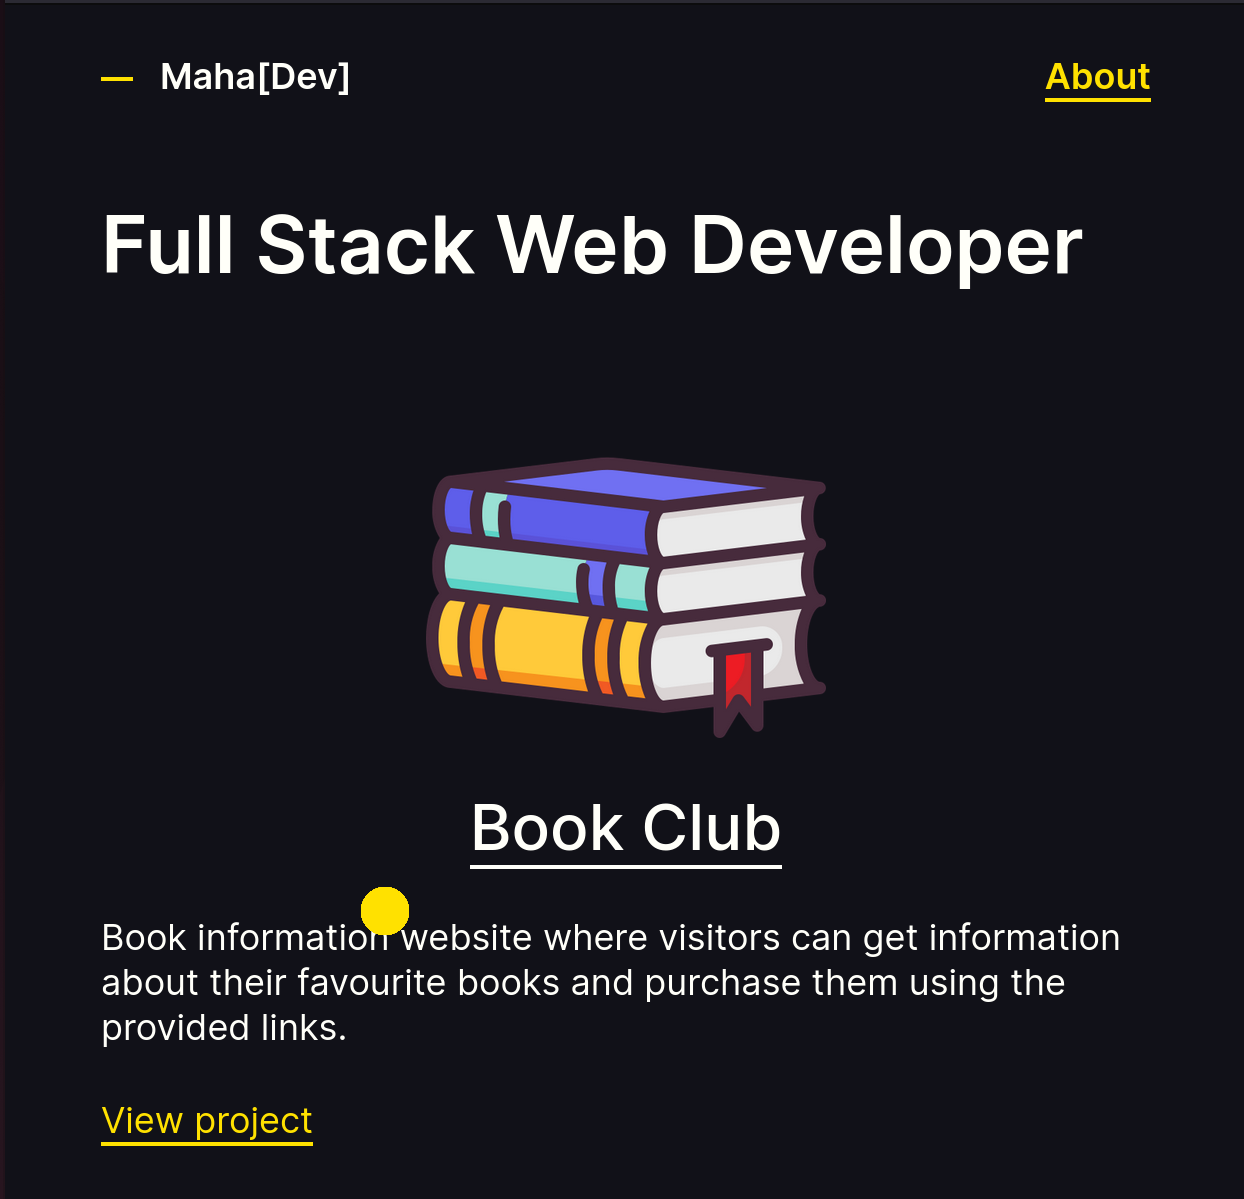 Maha[Dev]
About
Full Stack Web Developer
Book Club
Book information website where visitors can get information
about their favourite books and purchase them using the
provided links.
View project